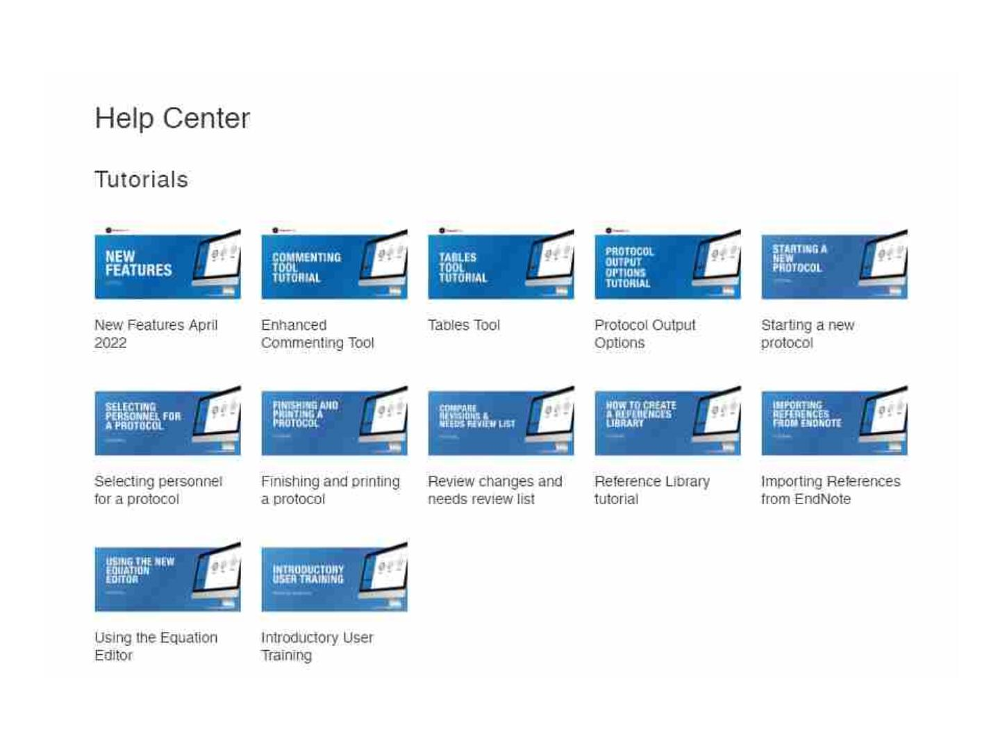 Help Center
Tutorials
NEW
FEATURES
COMMENTING
TOOL
TUTORIAL
TABLES
TOOL
TUTORIAL
PROTOCOL
OUTPUT
OPTIONS
TUTORIAL
STARTING A
NEW
PROTOCOL
New Features April
2022
Enhanced
Commenting Tool
Tables Tool
Protocol Output
Options
Starting a new
protocol
SELECTING
PERSONNEL FOR
A PROTOCOL
FINISHING AND
PRINTING A
PROTOCOL
COMPARE
REVISIONS &
NEEDS REVIEW LIST
HOW TO CREATE
A REFERENCES
LIBRARY
IMPORTING
REFERENCES
FROM ENDNOTE
Selecting personnel
for a protocol
Finishing and printing
a protocol
Review changes and
needs review list
Reference Library
tutorial
Importing References
from EndNote
USING THE NEW
EQUATION
EDITOR
INTRODUCTORY
USER TRAINING
Using the Equation
Editor
Introductory User
Training